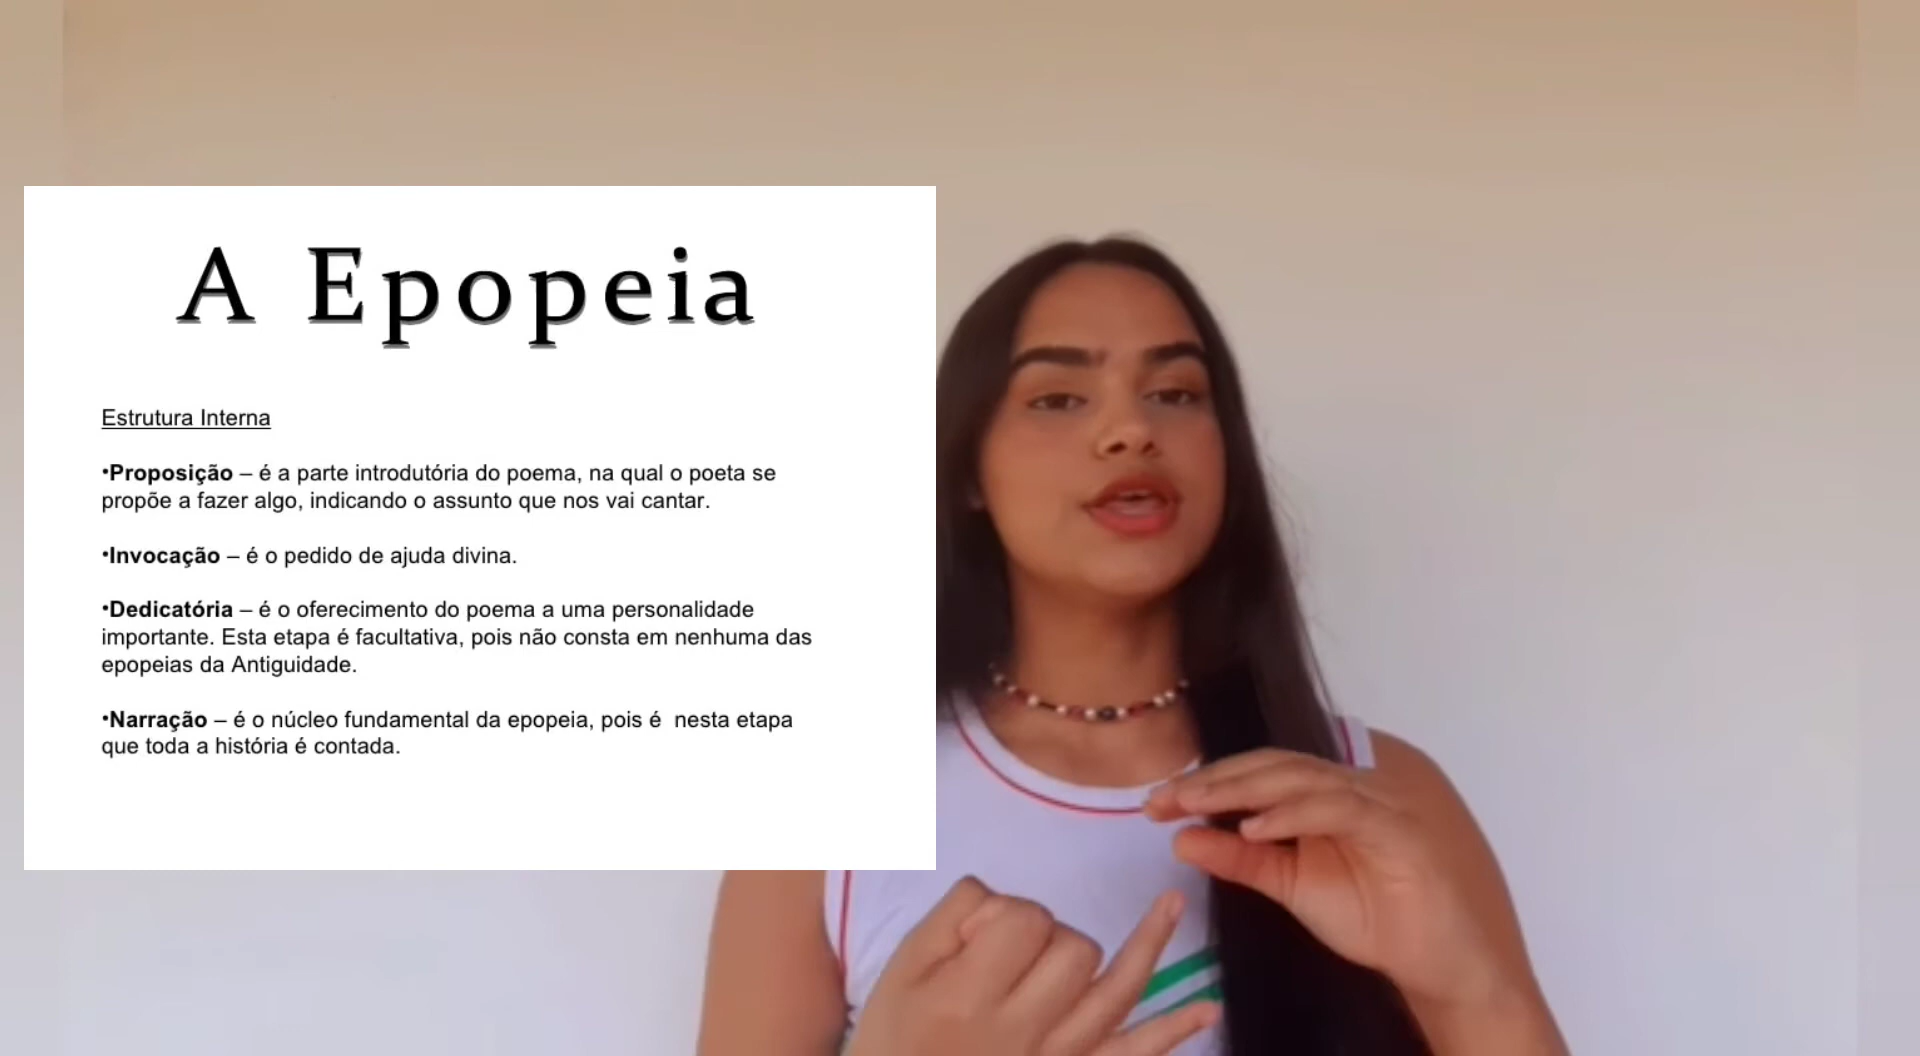 A Epopeia
Estrutura Interna
•Proposição – é a parte introdutória do poema, na qual o poeta se
propõe a fazer algo, indicando o assunto que nos vai cantar.
•Invocação – é o pedido de ajuda divina.
•Dedicatória – é o oferecimento do poema a uma personalidade
importante. Esta etapa é facultativa, pois não consta em nenhuma das
epopeias da Antiguidade.
•Narração – é o núcleo fundamental da epopeia, pois é  nesta etapa
que toda a história é contada.